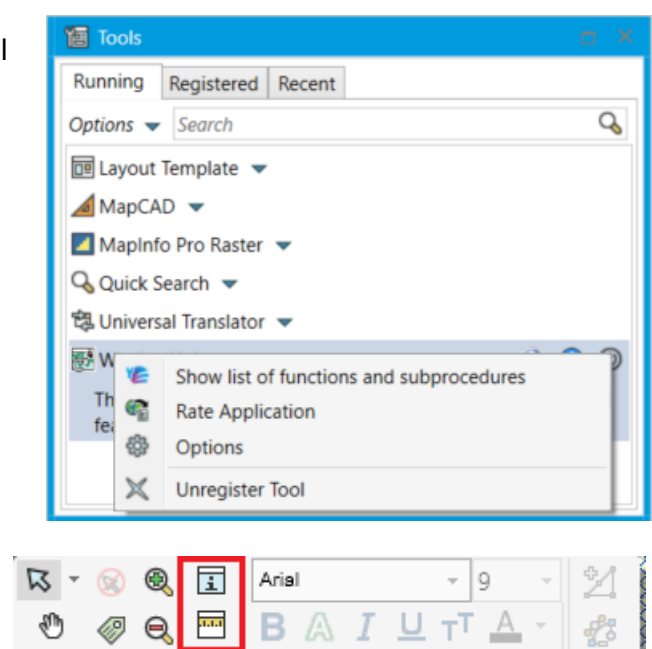 Tools
Running Registered Recent
Options Search
Layout Template
MapCAD
MapInfo Pro Raster
Quick Search
Universal Translator
Show list of functions and subprocedures
Rate Application
Options
Unregister Tool
Arial 9
B A I U TT A